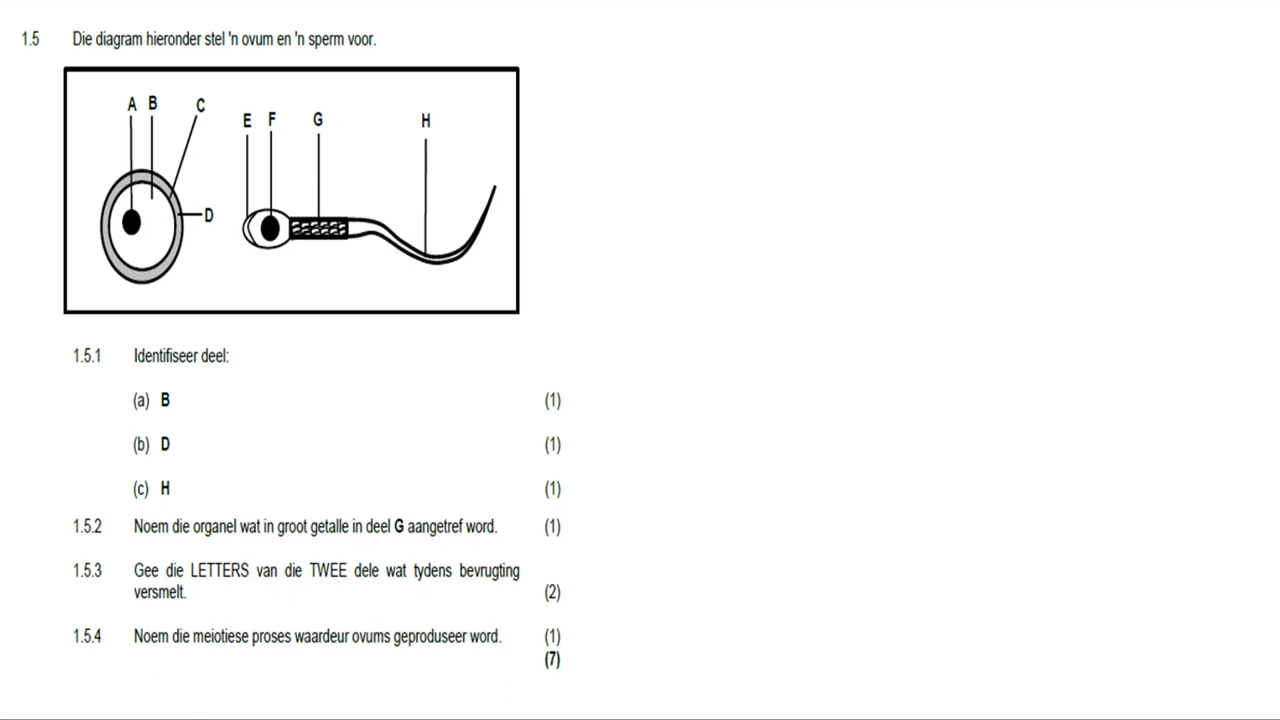 1.5 Die diagram hieronder stel 'n ovum en 'n sperm voor.
A B C
E F G H
D
1.5.1 Identifiseer deel:
(a) B (1)
(b) D (1)
(c) H (1)
1.5.2 Noem die organel wat in groot getalle in deel G aangetref word. (1)
1.5.3 Gee die LETTERS van die TWEE dele wat tydens bevrugting
versmelt. (2)
1.5.4 Noem die meiotiese proses waardeur ovums geproduseer word. (1)
(7)